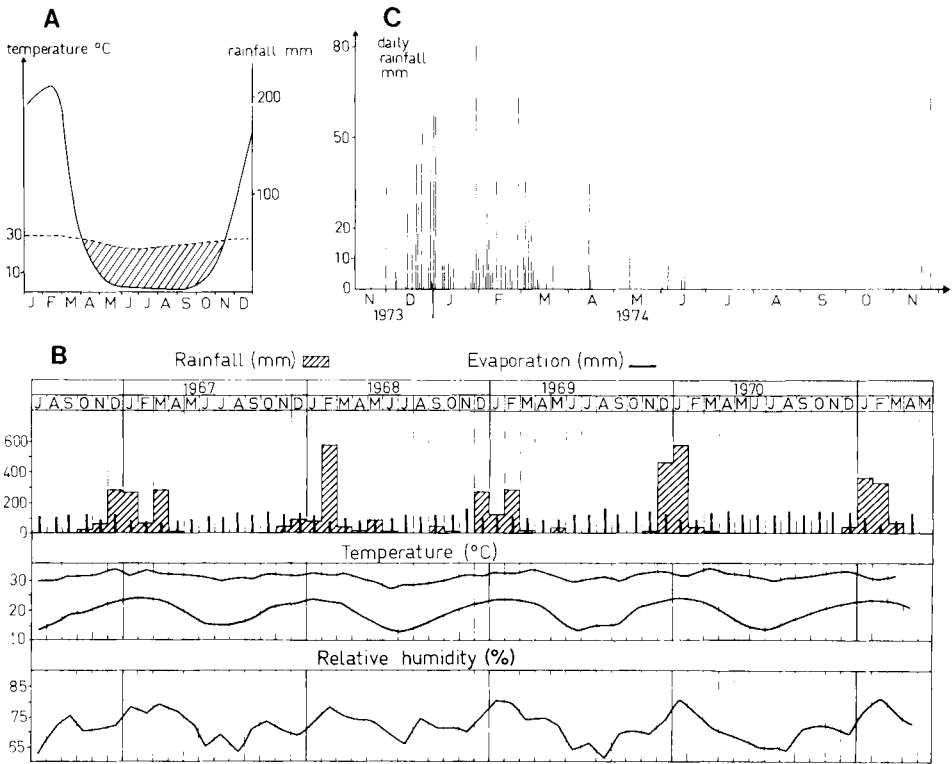 A
temperature °C
rainfall mm
200
100
30
10
J F M A M J J A S O N D
C
daily
rainfall
mm
80
50
20
10
0
N D J F M A M J J A S O N
1973 1974
B
Rainfall (mm) Evaporation (mm)
1967 1968 1969 1970
J A S O N D J F M A M J J A S O N D J F M A M J J A S O N D J F M A M J J A S O N D J F M A M J J A S O N D J F M A M
600
400
200
0
Temperature (°C)
30
20
10
Relative humidity (%)
85
75
65